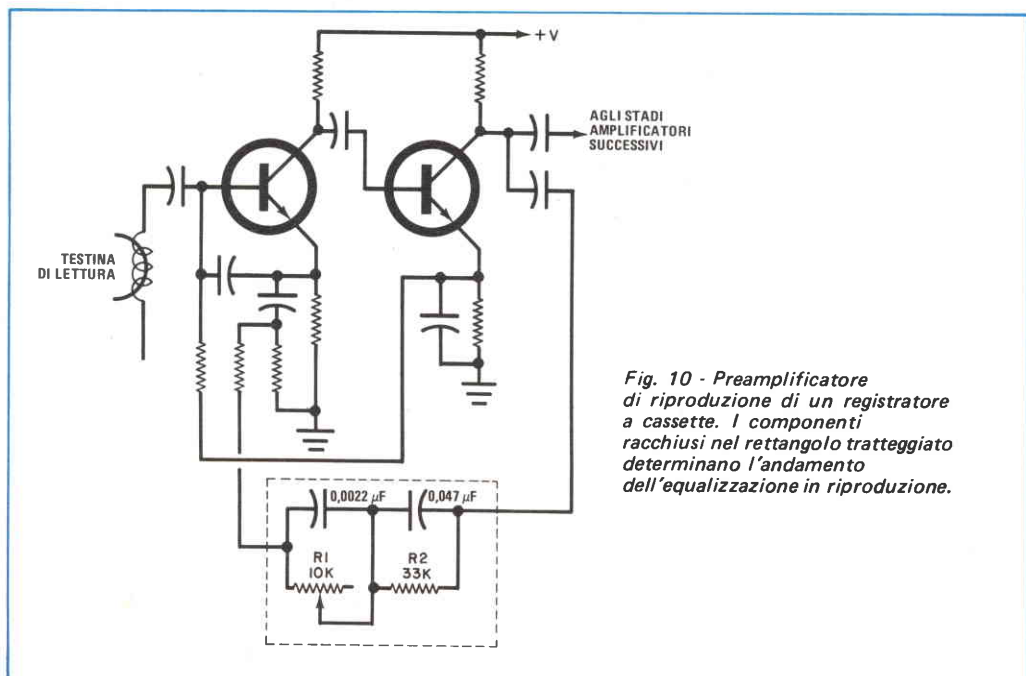 +V
AGLI STADI
AMPLIFICATORI
SUCCESSIVI
TESTINA
DI LETTURA
Fig. 10 - Preamplificatore
di riproduzione di un registratore
a cassette. I componenti
racchiusi nel rettangolo tratteggiato
determinano l'andamento
dell'equalizzazione in riproduzione.
0,0022 µF
0,047 µF
R1
10K
R2
33K